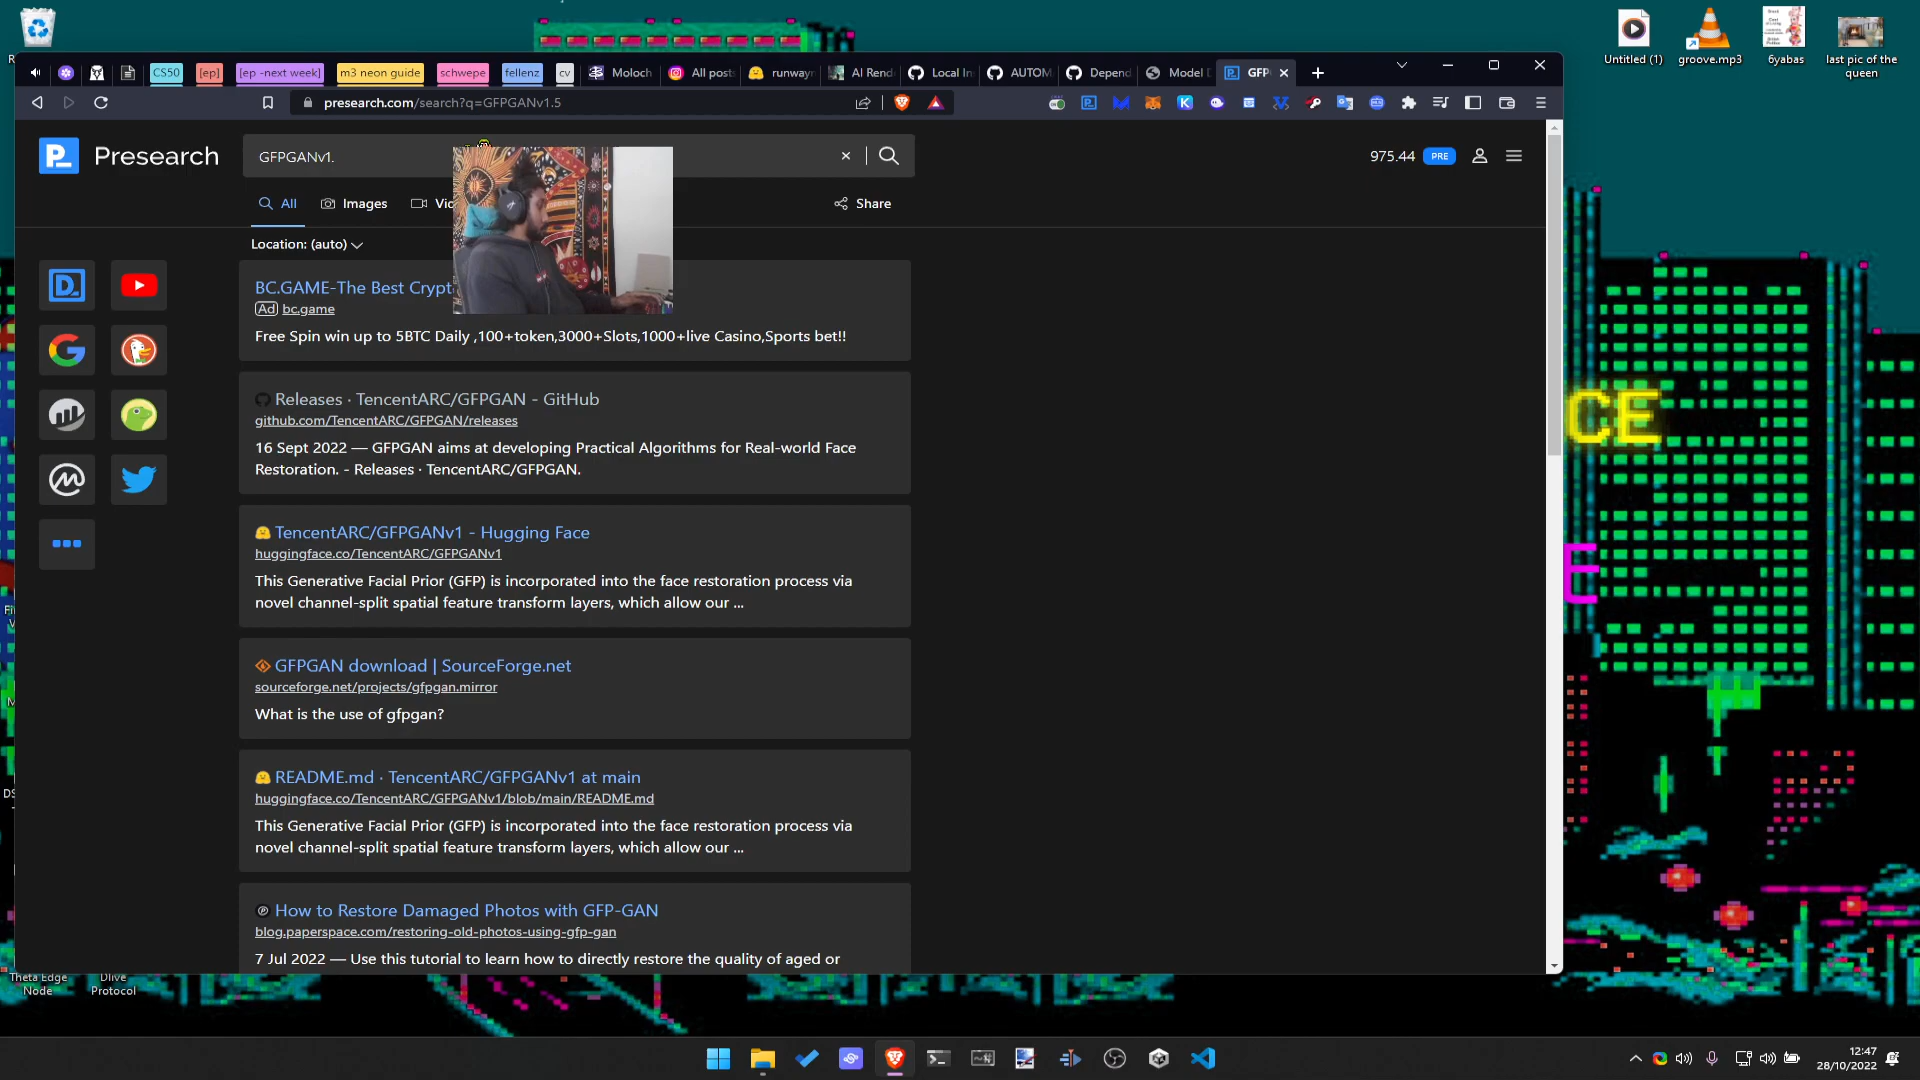 Untitled (1)
groove.mp3
6yabas
last pic of the
queen
CS50
[ep]
[ep -next week]
m3 neon guide
schwepe
fellenz
cv
Moloch
All posts
runwayn
AI Rend
Local In
AUTOM
Depend
Model
GFP
presearch.com/search?q=GFPGANv1.5
Presearch
GFPGANv1.
975.44
PRE
All
Images
Share
Location: (auto)
BC.GAME-The Best Crypt
Ad bc.game
Free Spin win up to 5BTC Daily ,100+token,3000+Slots,1000+live Casino,Sports bet!!
Releases · TencentARC/GFPGAN - GitHub
github.com/TencentARC/GFPGAN/releases
16 Sept 2022 — GFPGAN aims at developing Practical Algorithms for Real-world Face
Restoration. - Releases · TencentARC/GFPGAN.
TencentARC/GFPGANv1 - Hugging Face
huggingface.co/TencentARC/GFPGANv1
This Generative Facial Prior (GFP) is incorporated into the face restoration process via
novel channel-split spatial feature transform layers, which allow our ...
GFPGAN download | SourceForge.net
sourceforge.net/projects/gfpgan.mirror
What is the use of gfpgan?
README.md · TencentARC/GFPGANv1 at main
huggingface.co/TencentARC/GFPGANv1/blob/main/README.md
This Generative Facial Prior (GFP) is incorporated into the face restoration process via
novel channel-split spatial feature transform layers, which allow our ...
How to Restore Damaged Photos with GFP-GAN
blog.paperspace.com/restoring-old-photos-using-gfp-gan
7 Jul 2022 — Use this tutorial to learn how to directly restore the quality of aged or
CE
E
Theta Edge
Node
Dlive
Protocol
12:47
28/10/2022